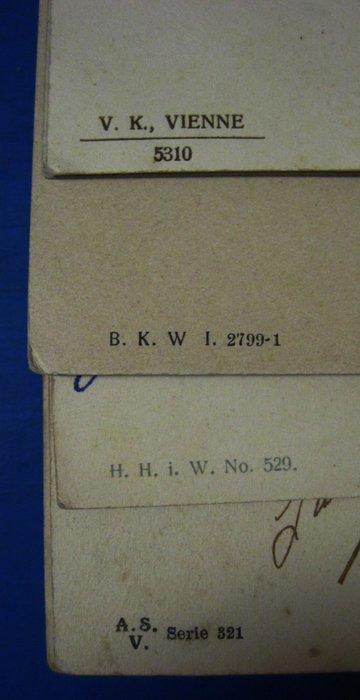 V. K., VIENNE
5310
B. K. W I. 2799-1
H. H. i. W. No. 529.
A. S.
V. Serie 321